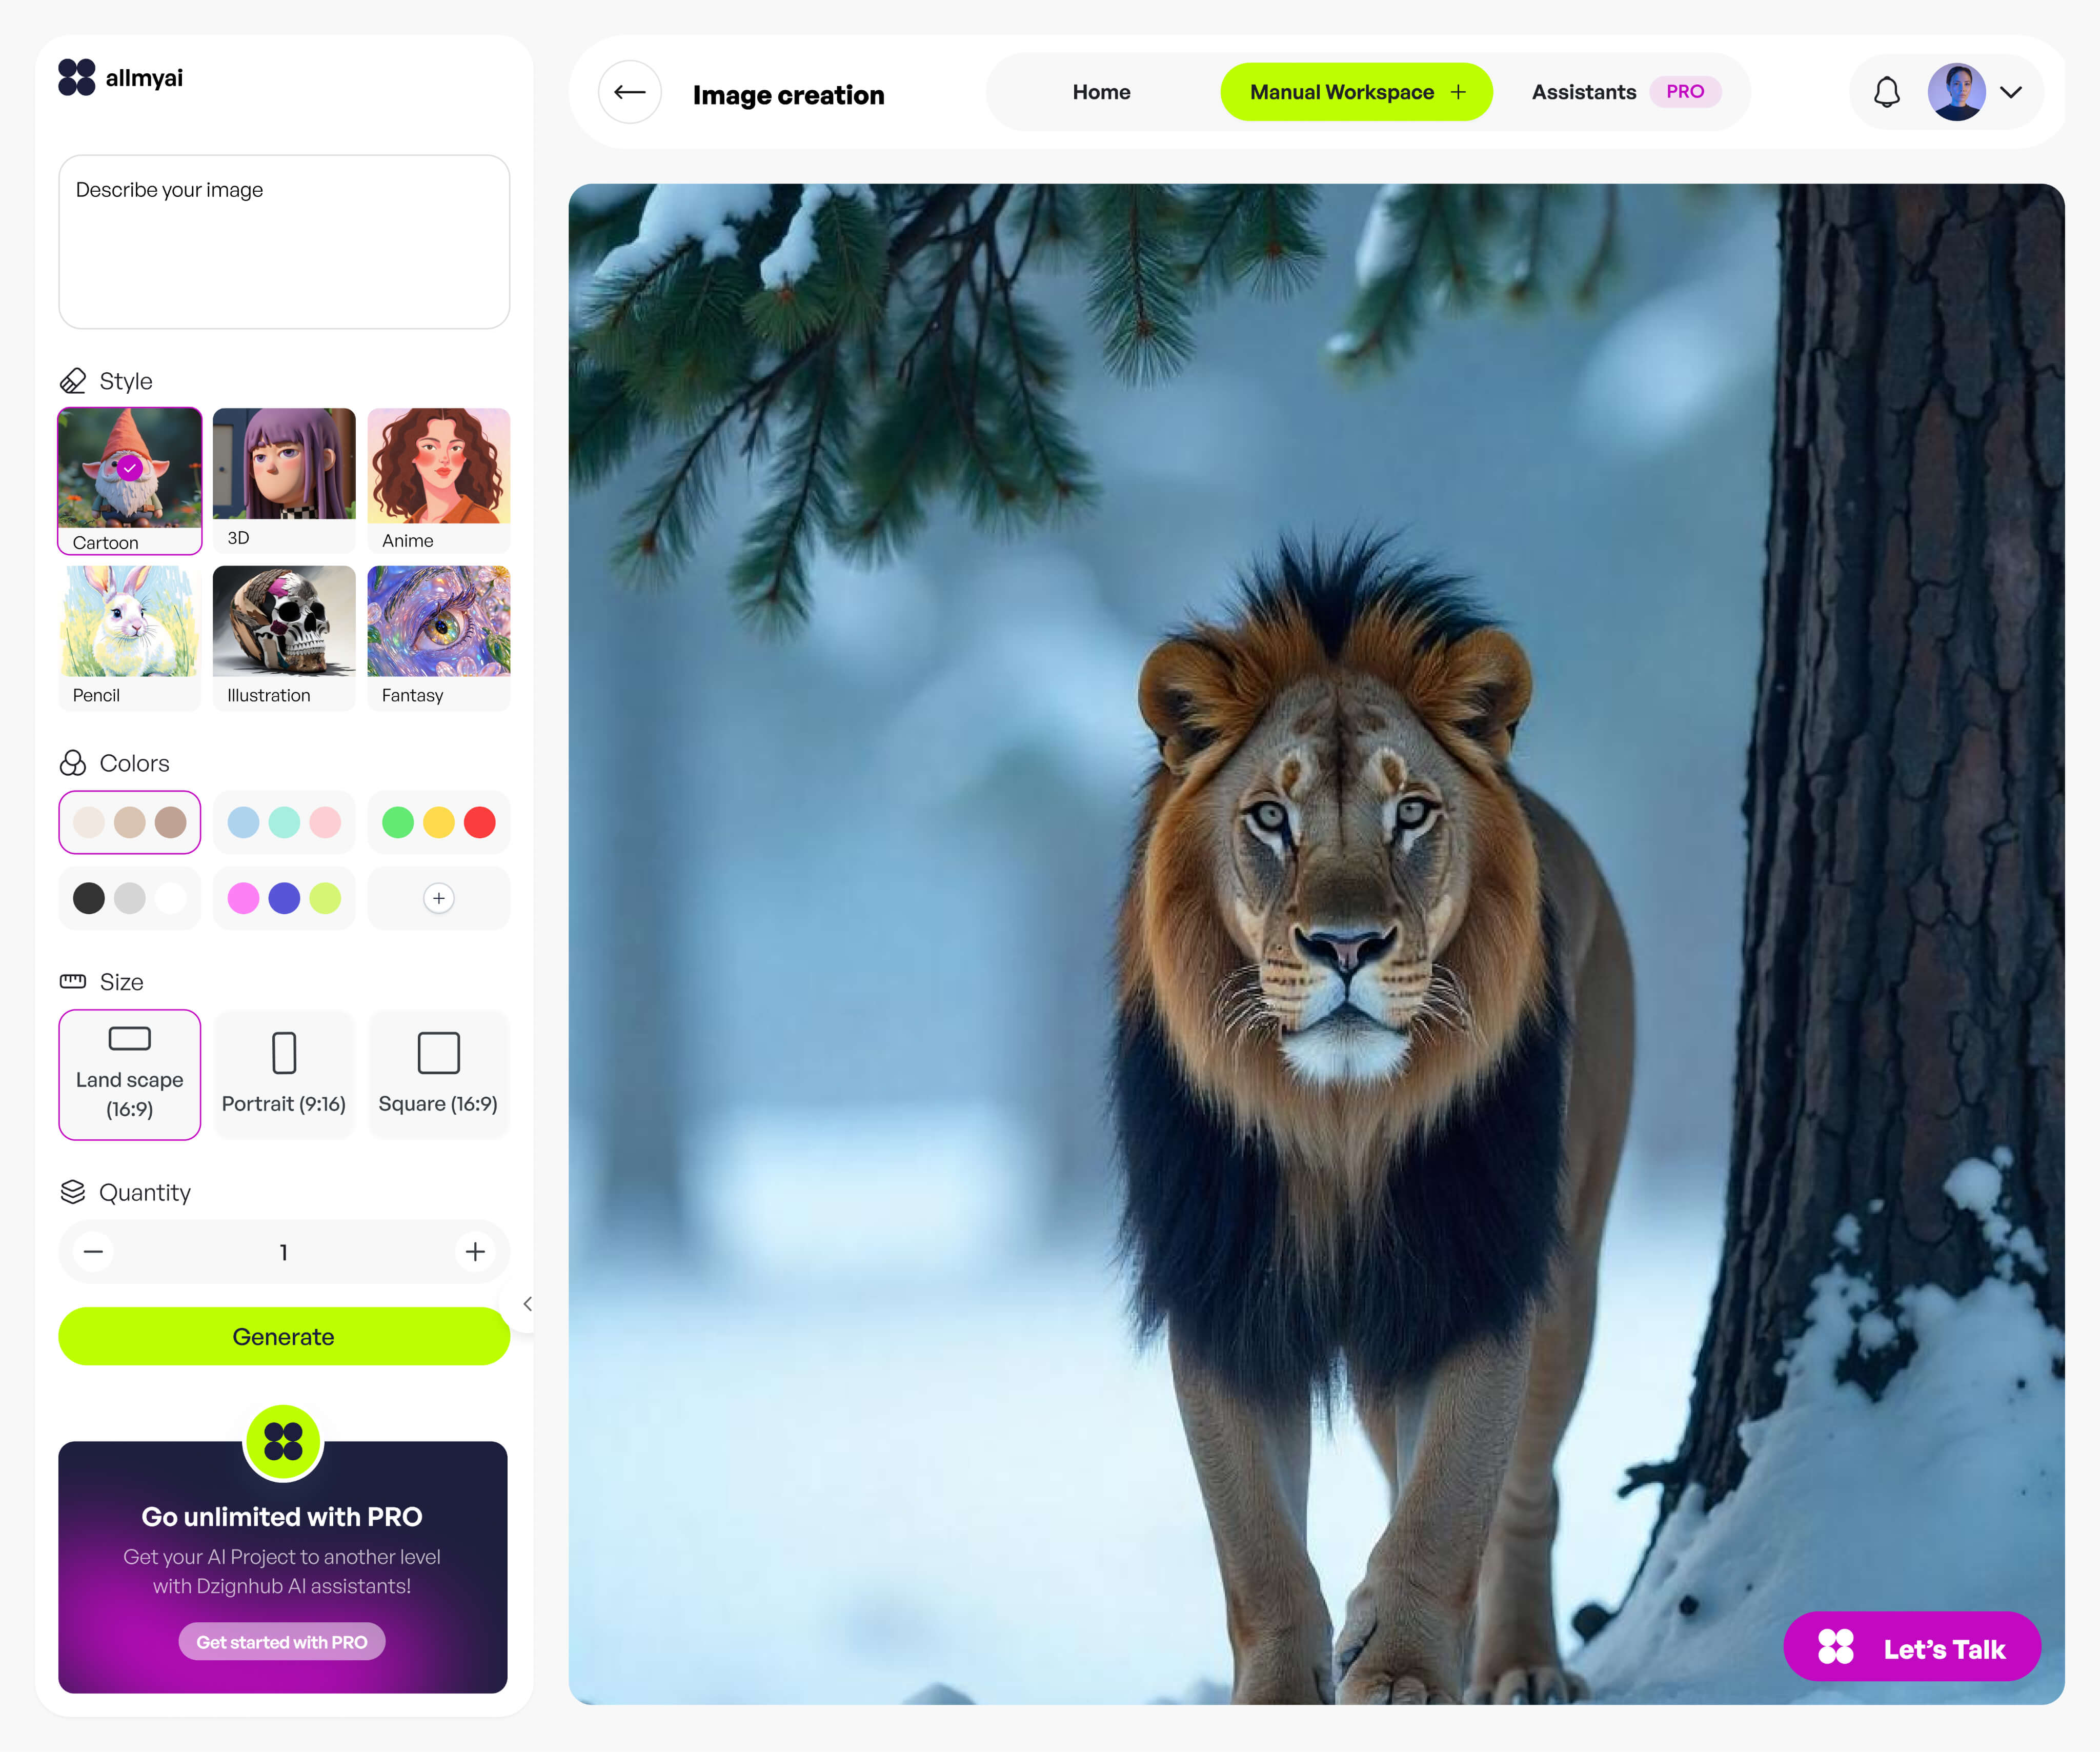 allmyai
Describe your image
Style
Cartoon
3D
Anime
Pencil
Illustration
Fantasy
Colors
Size
Land scape
(16:9)
Portrait (9:16)
Square (16:9)
Quantity
1
Generate
Go unlimited with PRO
Get your AI Project to another level
with Dzignhub AI assistants!
Get started with PRO
Image creation
Home
Manual Workspace +
Assistants PRO
Let's Talk